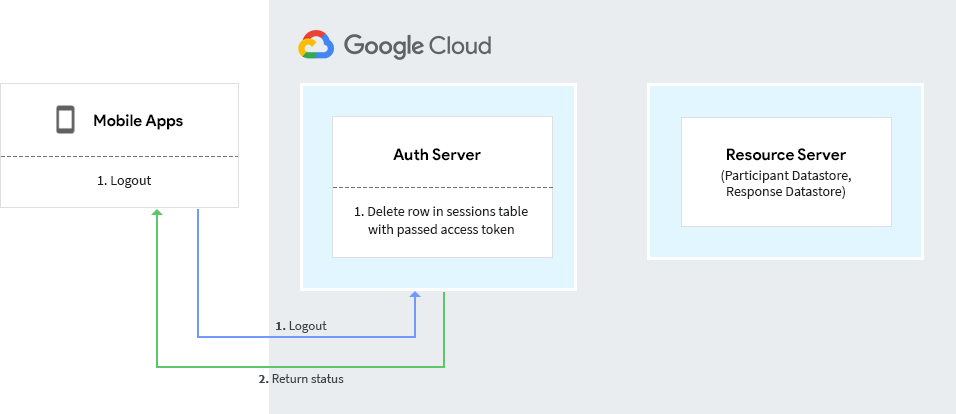 Google Cloud
Mobile Apps
1. Logout
Auth Server
1. Delete row in sessions table
with passed access token
Resource Server
(Participant Datastore,
Response Datastore)
1. Logout
2. Return status